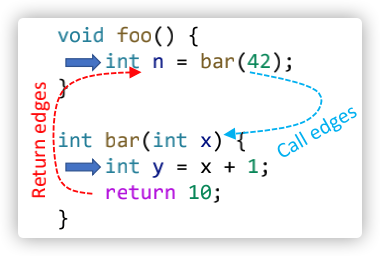 void foo() {
int n = bar(42);
}
int bar(int x) {
int y = x + 1;
return 10;
}
Return edges
Call edges